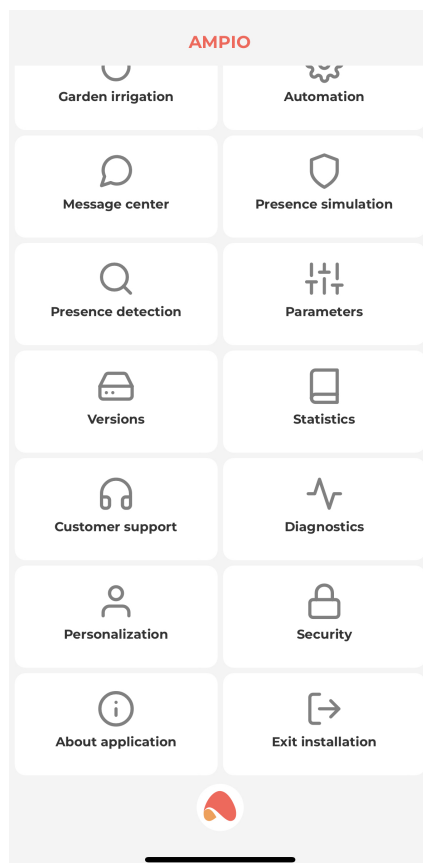 AMPIO
Garden irrigation
Automation
Message center
Presence simulation
Presence detection
Parameters
Versions
Statistics
Customer support
Diagnostics
Personalization
Security
About application
Exit installation